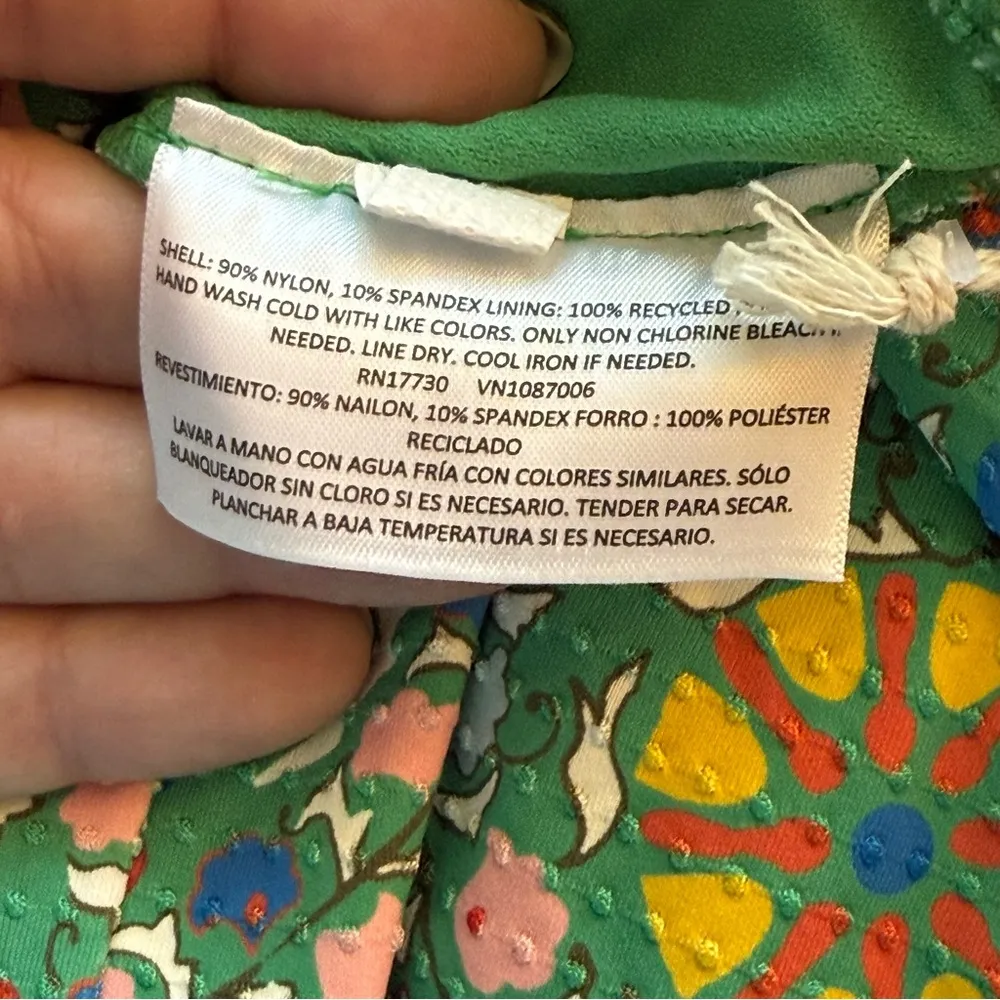 SHELL: 90% NYLON, 10% SPANDEX LINING: 100% RECYCLED
HAND WASH COLD WITH LIKE COLORS. ONLY NON CHLORINE BLEACH
NEEDED. LINE DRY. COOL IRON IF NEEDED.
RN17730 VN1087006
REVESTIMIENTO: 90% NAILON, 10% SPANDEX FORRO : 100% POLIÉSTER
RECICLADO
LAVAR A MANO CON AGUA FRÍA CON COLORES SIMILARES. SÓLO
BLANQUEADOR SIN CLORO SI ES NECESARIO. TENDER PARA SECAR.
PLANCHAR A BAJA TEMPERATURA SI ES NECESARIO.